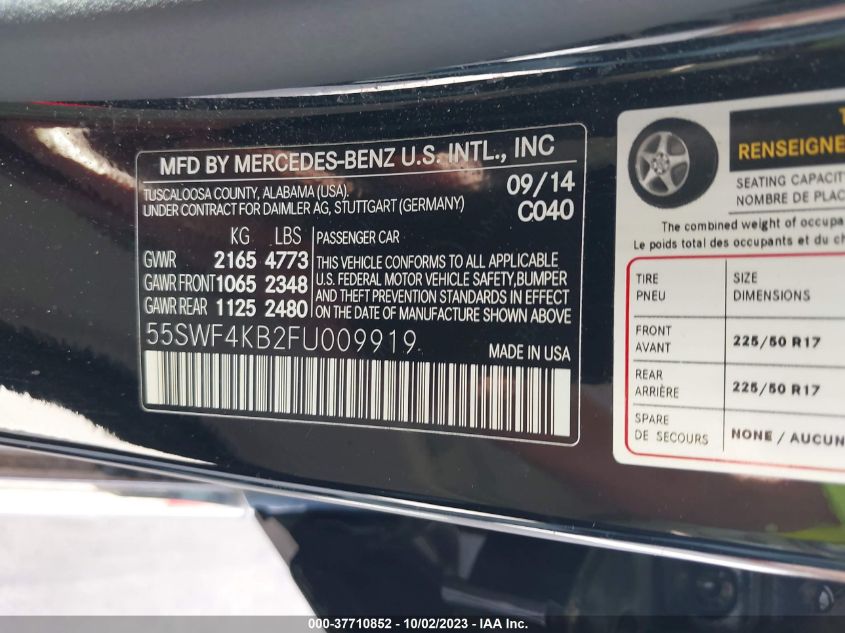 MFD BY MERCEDES-BENZ U.S. INTL., INC
TUSCALOOSA COUNTY, ALABAMA (USA). 09/14
UNDER CONTRACT FOR DAIMLER AG, STUTTGART (GERMANY) C040
KG LBS PASSENGER CAR
GVWR 2165 4773 THIS VEHICLE CONFORMS TO ALL APPLICABLE
GAWR FRONT 1065 2348 U.S. FEDERAL MOTOR VEHICLE SAFETY, BUMPER
GAWR REAR 1125 2480 AND THEFT PREVENTION STANDARDS IN EFFECT
ON THE DATE OF MANUFACTURE SHOWN ABOVE
55SWF4KB2FU009919
MADE IN USA
RENSEIGNE
SEATING CAPACIT
NOMBRE DE PLAC
The combined weight of occupa
Le poids total des occupants et du ch
TIRE SIZE
PNEU DIMENSIONS
FRONT 225/50 R17
AVANT
REAR 225/50 R17
ARRIÈRE
SPARE NONE / AUCUN
DE SECOURS
000-37710852 - 10/02/2023 - IAA Inc.